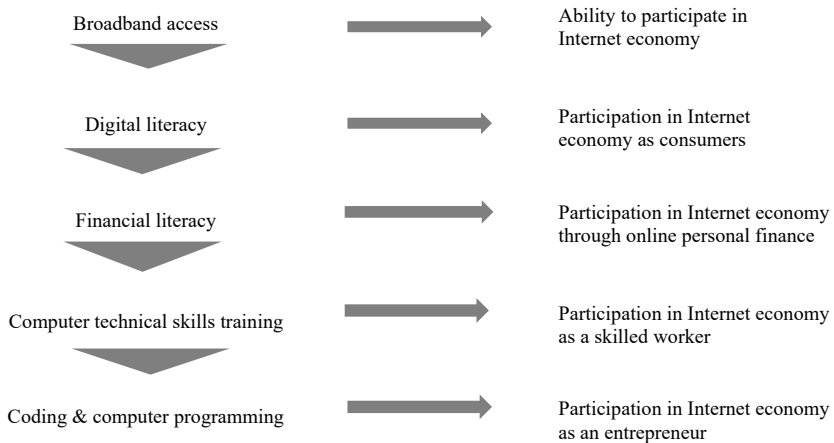 Broadband access
Ability to participate in
Internet economy
Digital literacy
Participation in Internet
economy as consumers
Financial literacy
Participation in Internet economy
through online personal finance
Computer technical skills training
Participation in Internet economy
as a skilled worker
Coding & computer programming
Participation in Internet economy
as an entrepreneur